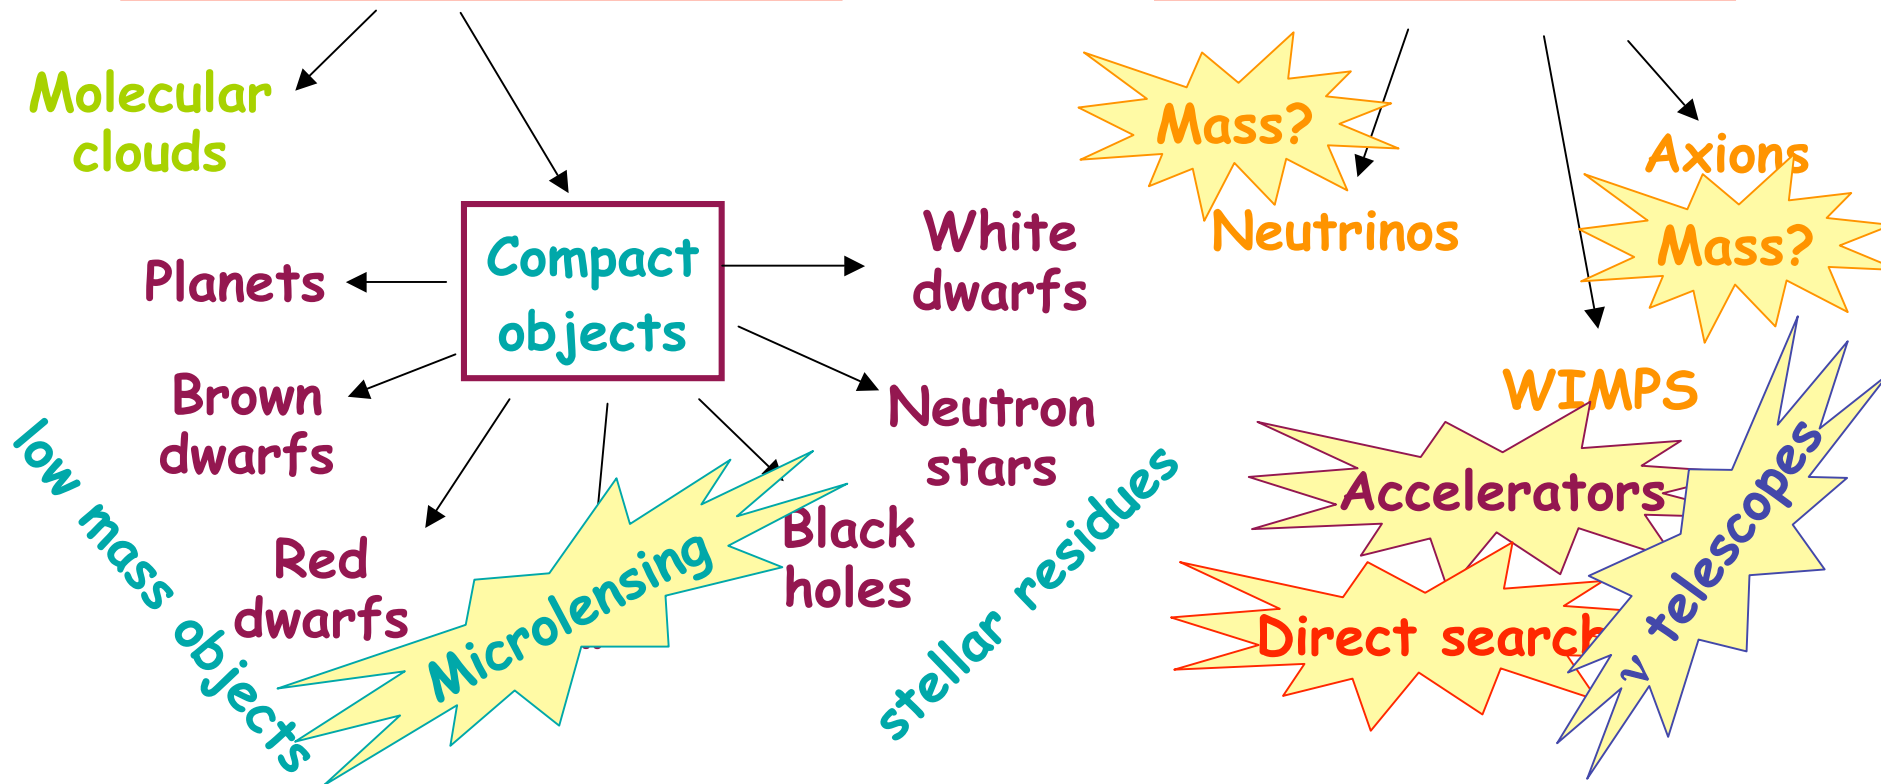 Molecular
clouds
Mass?
Axions
Neutrinos
Mass?
Compact
objects
White
dwarfs
Planets
Brown
dwarfs
Neutron
stars
WIMPS
low mass objects
Red
dwarfs
Microlensing
Black
holes
stellar residues
Accelerators
Direct search
ν telescopes